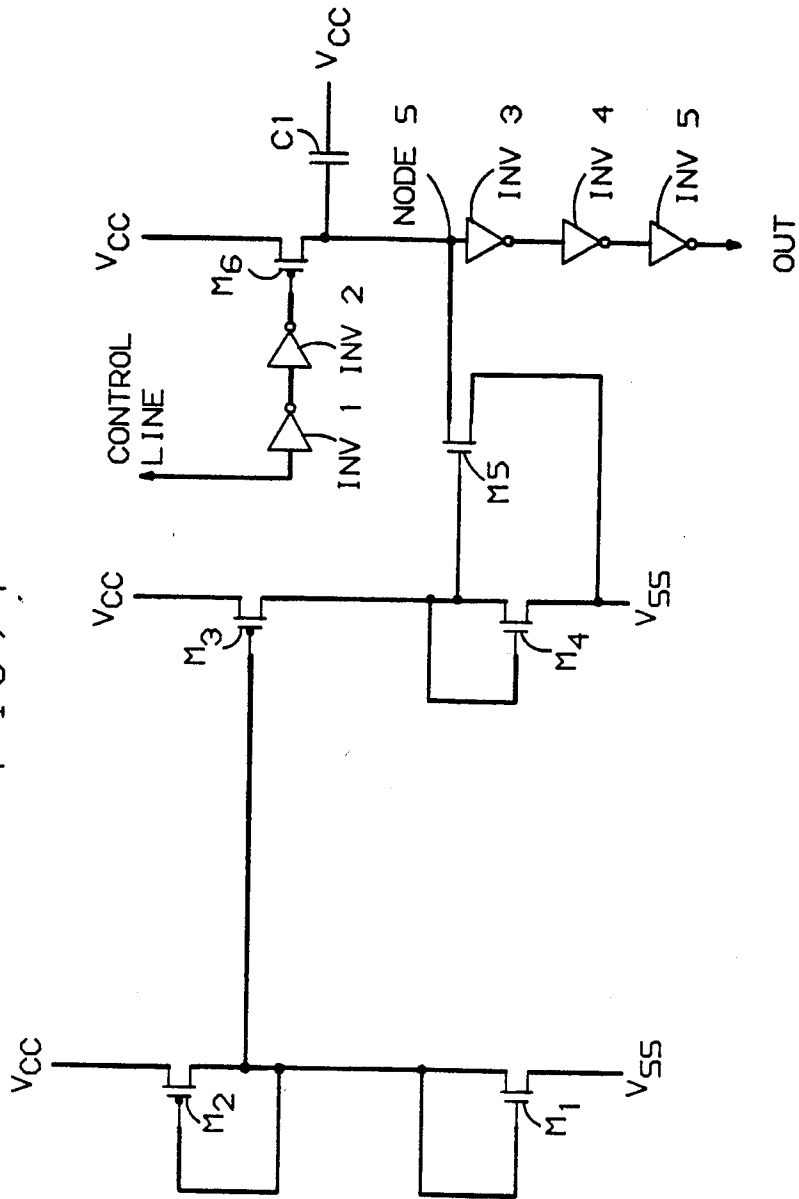 VCC
M2
M1
VSS
VCC
M3
M4
VSS
CONTROL
LINE
INV 1
INV 2
M6
VCC
C1
VCC
M5
NODE 5
INV 3
INV 4
INV 5
OUT